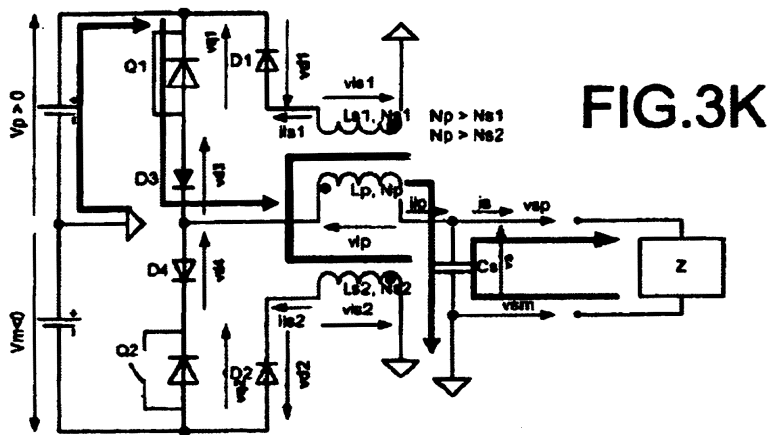 FIG.3K
Vp > 0
Vm<0
Q1
vq1
D1
vd1
vls1
Ls1, Ns1
ils1
Np > Ns1
Np > Ns2
D3
vd3
Lp, Np
ilp
is
vsp
vlp
D4
vd4
Cs
vs
Z
Ls2, Ns2
ils2
vls2
vsm
Q2
D2
vd2